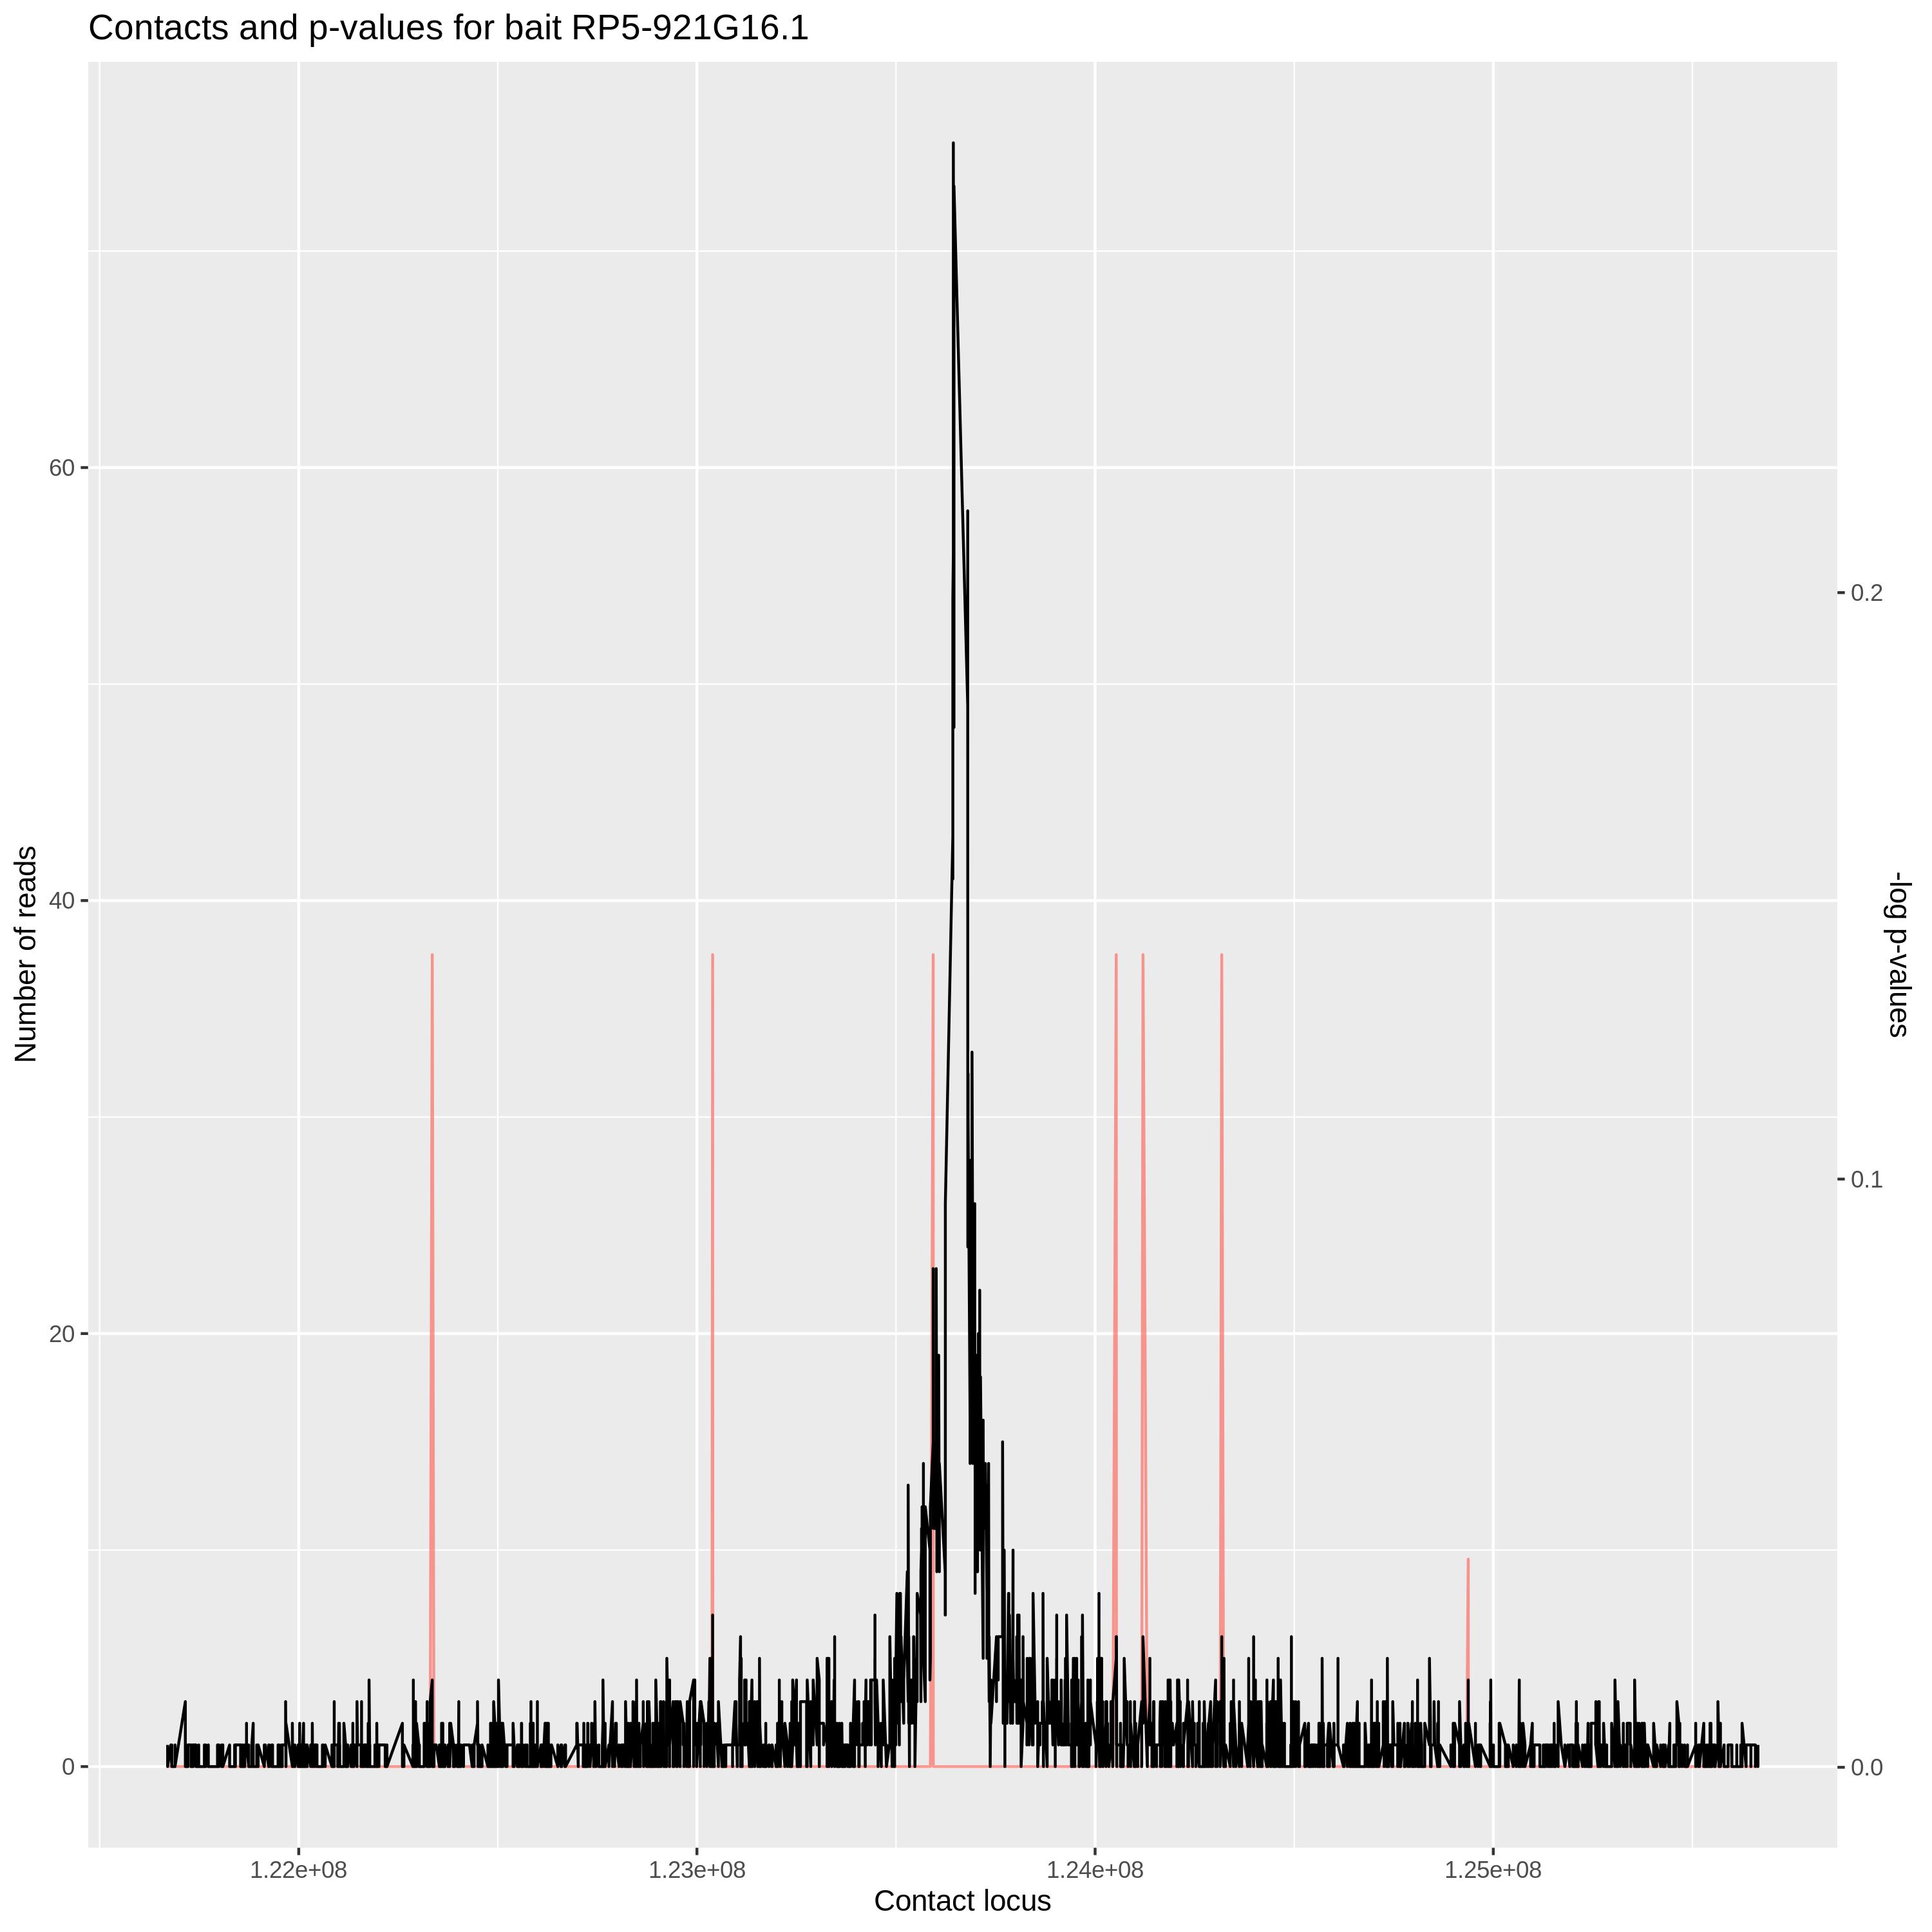 Contacts and p-values for bait RP5-921G16.1
Number of reads
60
40
20
0
0.2
0.1
0.0
-log p-values
1.22e+08
1.23e+08
1.24e+08
1.25e+08
Contact locus